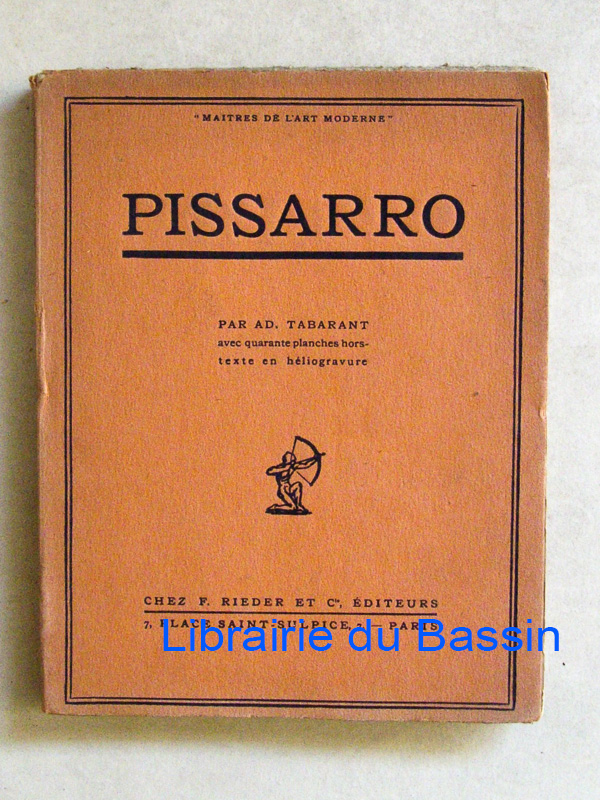 "MAITRES DE L'ART MODERNE"
PISSARRO
PAR AD. TABARANT
avec quarante planches hors-
texte en héliogravure
CHEZ F. RIEDER ET Cie, ÉDITEURS
7, PLACE SAINT-SULPICE, 7 — PARIS
Librairie du Bassin